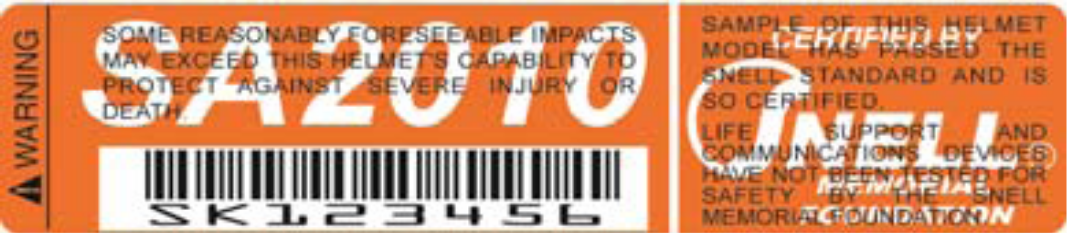 WARNING
SA2010
SOME REASONABLY FORESEEABLE IMPACTS
MAY EXCEED THIS HELMET'S CAPABILITY TO
PROTECT AGAINST SEVERE INJURY OR
DEATH.
SK123456
CERTIFIED BY
SNELL
MEMORIAL
FOUNDATION
SAMPLE OF THIS HELMET
MODEL HAS PASSED THE
SNELL STANDARD AND IS
SO CERTIFIED.
LIFE SUPPORT AND
COMMUNICATIONS DEVICES
HAVE NOT BEEN TESTED FOR
SAFETY BY THE SNELL
MEMORIAL FOUNDATION